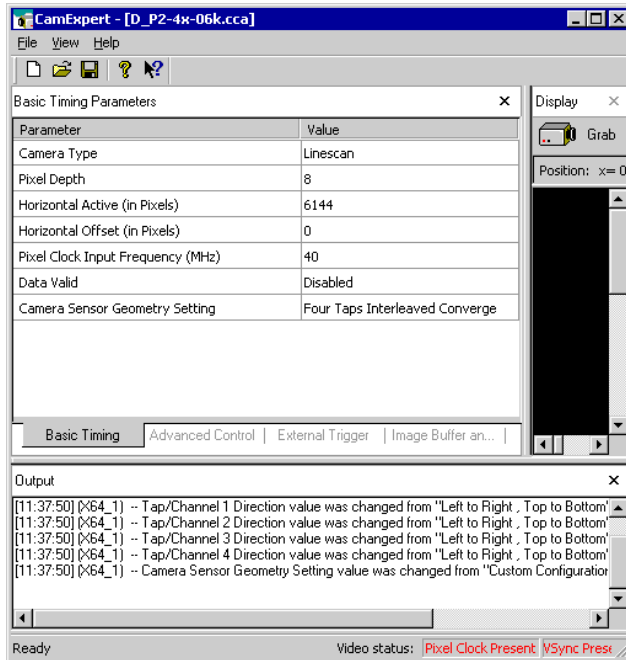 CamExpert - [D_P2-4x-06k.cca]
File View Help
Basic Timing Parameters
Parameter Value
Camera Type Linescan
Pixel Depth 8
Horizontal Active (in Pixels) 6144
Horizontal Offset (in Pixels) 0
Pixel Clock Input Frequency (MHz) 40
Data Valid Disabled
Camera Sensor Geometry Setting Four Taps Interleaved Converge
Basic Timing Advanced Control External Trigger Image Buffer an...
Display
Grab
Position: x= 0
Output
[11:37:50] (X64_1) -- Tap/Channel 1 Direction value was changed from "Left to Right , Top to Bottom"
[11:37:50] (X64_1) -- Tap/Channel 2 Direction value was changed from "Left to Right , Top to Bottom"
[11:37:50] (X64_1) -- Tap/Channel 3 Direction value was changed from "Left to Right , Top to Bottom"
[11:37:50] (X64_1) -- Tap/Channel 4 Direction value was changed from "Left to Right , Top to Bottom"
[11:37:50] (X64_1) -- Camera Sensor Geometry Setting value was changed from "Custom Configuration
Ready Video status: Pixel Clock Present VSync Prese